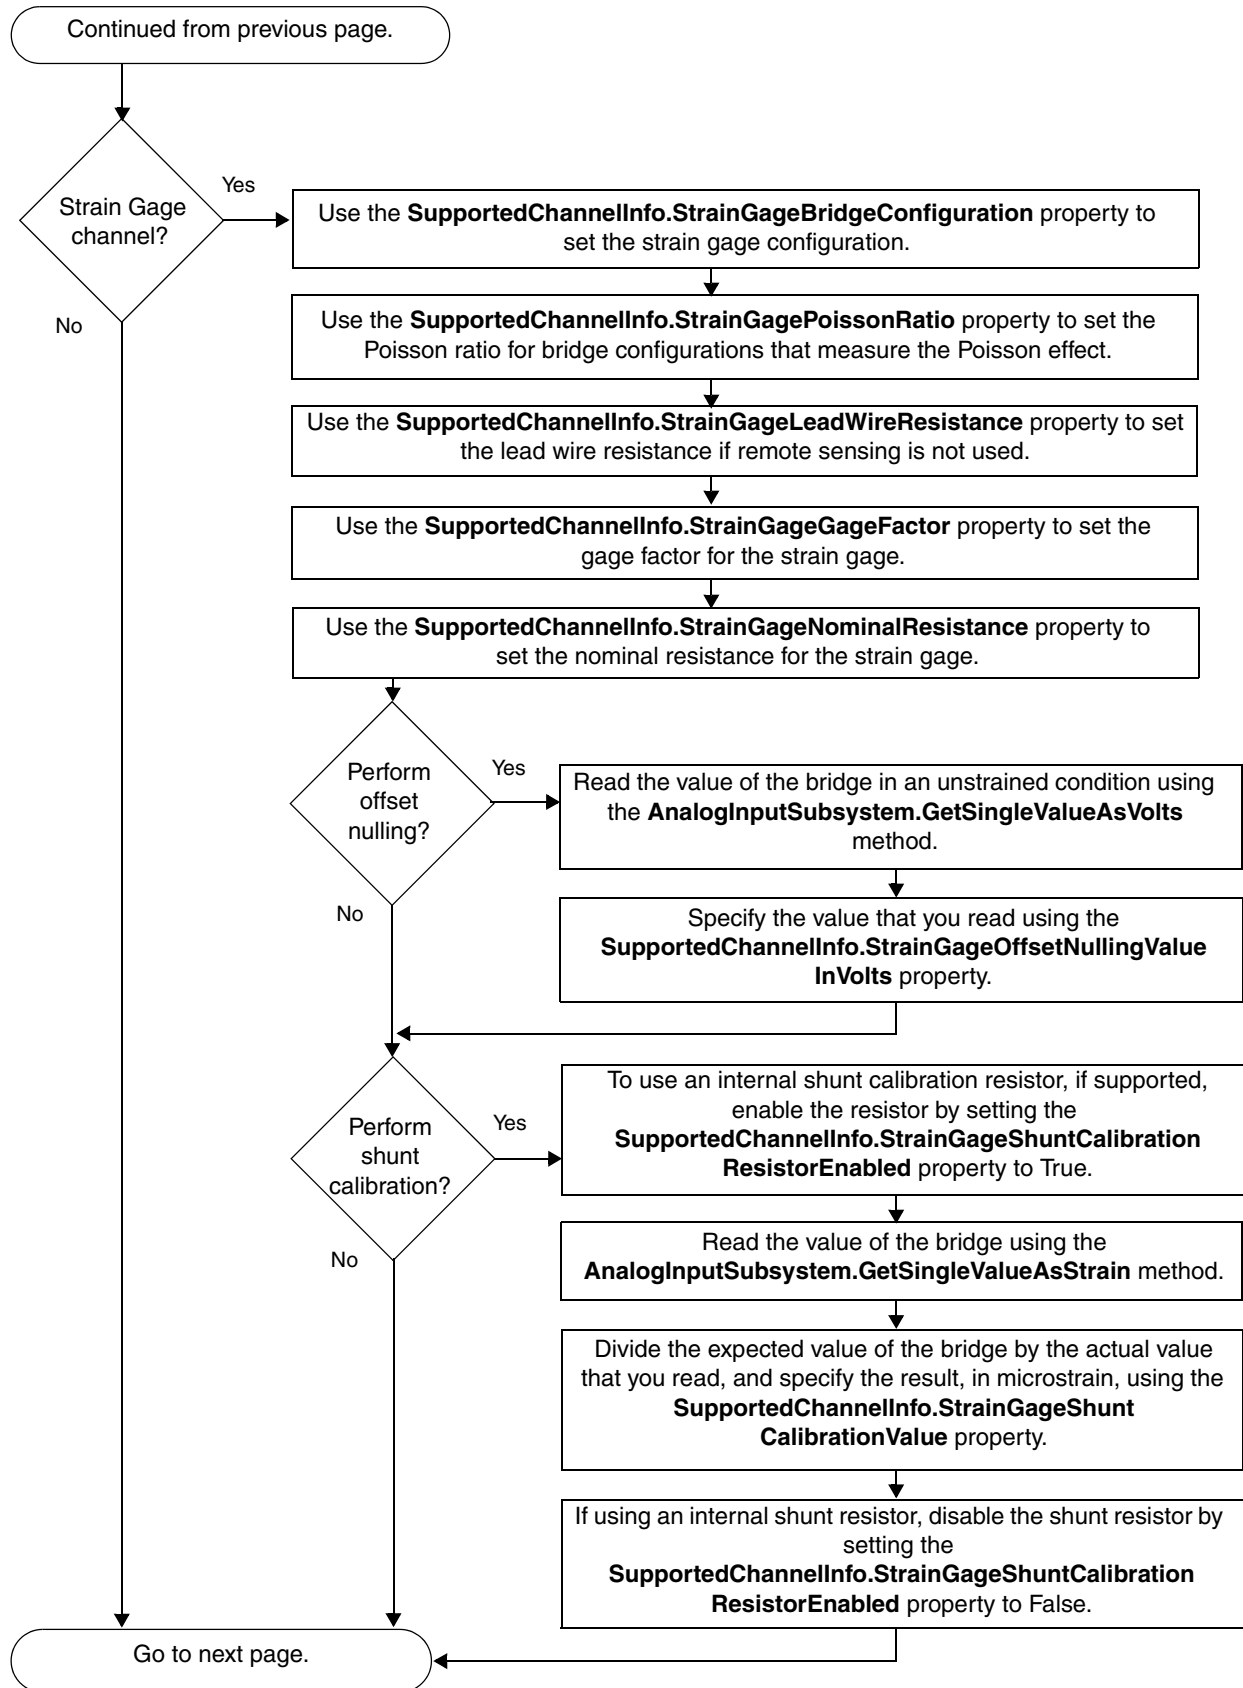 Continued from previous page.
Strain Gage
channel?
Yes
No
Use the SupportedChannelInfo.StrainGageBridgeConfiguration property to
set the strain gage configuration.
Use the SupportedChannelInfo.StrainGagePoissonRatio property to set the
Poisson ratio for bridge configurations that measure the Poisson effect.
Use the SupportedChannelInfo.StrainGageLeadWireResistance property to set
the lead wire resistance if remote sensing is not used.
Use the SupportedChannelInfo.StrainGageGageFactor property to set the
gage factor for the strain gage.
Use the SupportedChannelInfo.StrainGageNominalResistance property to
set the nominal resistance for the strain gage.
Perform
offset
nulling?
Yes
No
Read the value of the bridge in an unstrained condition using
the AnalogInputSubsystem.GetSingleValueAsVolts
method.
Specify the value that you read using the
SupportedChannelInfo.StrainGageOffsetNullingValue
InVolts property.
Perform
shunt
calibration?
Yes
No
To use an internal shunt calibration resistor, if supported,
enable the resistor by setting the
SupportedChannelInfo.StrainGageShuntCalibration
ResistorEnabled property to True.
Read the value of the bridge using the
AnalogInputSubsystem.GetSingleValueAsStrain method.
Divide the expected value of the bridge by the actual value
that you read, and specify the result, in microstrain, using the
SupportedChannelInfo.StrainGageShunt
CalibrationValue property.
If using an internal shunt resistor, disable the shunt resistor by
setting the
SupportedChannelInfo.StrainGageShuntCalibration
ResistorEnabled property to False.
Go to next page.